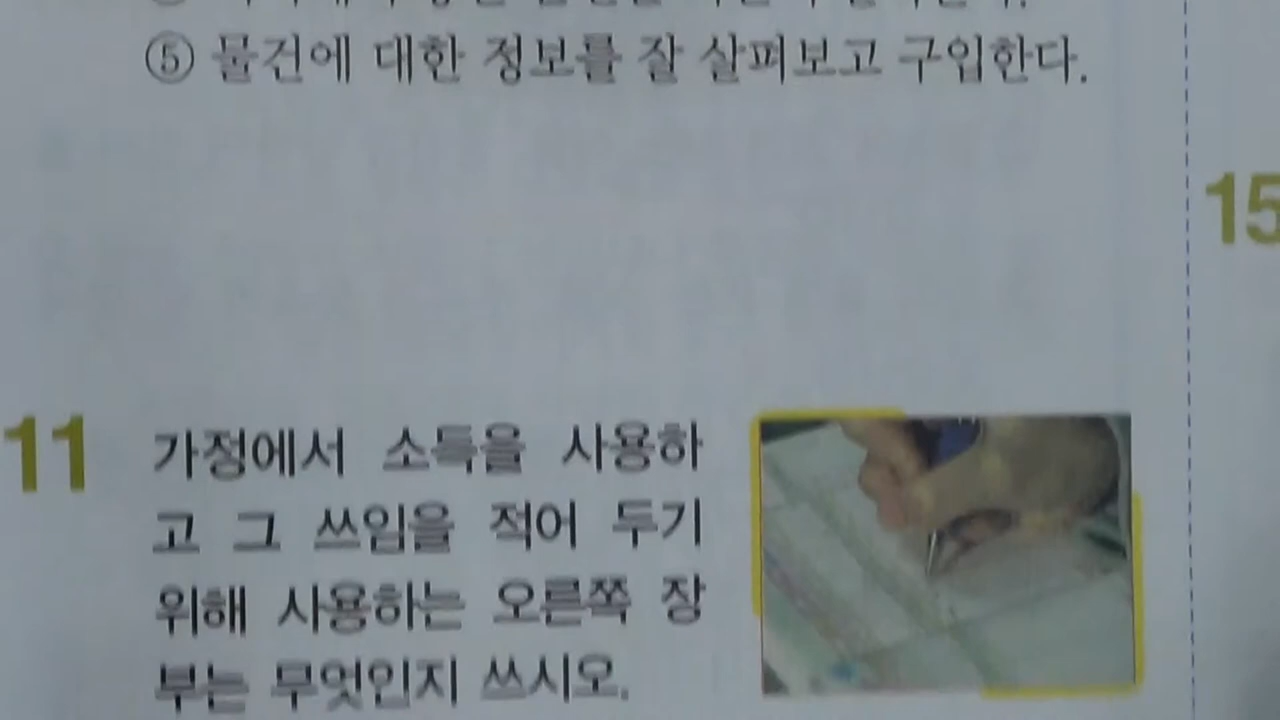 ⑤ 물건에 대한 정보를 잘 살펴보고 구입한다.
15
11 가정에서 소득을 사용하
고 그 쓰임을 적어 두기
위해 사용하는 오른쪽 장
부는 무엇인지 쓰시오.